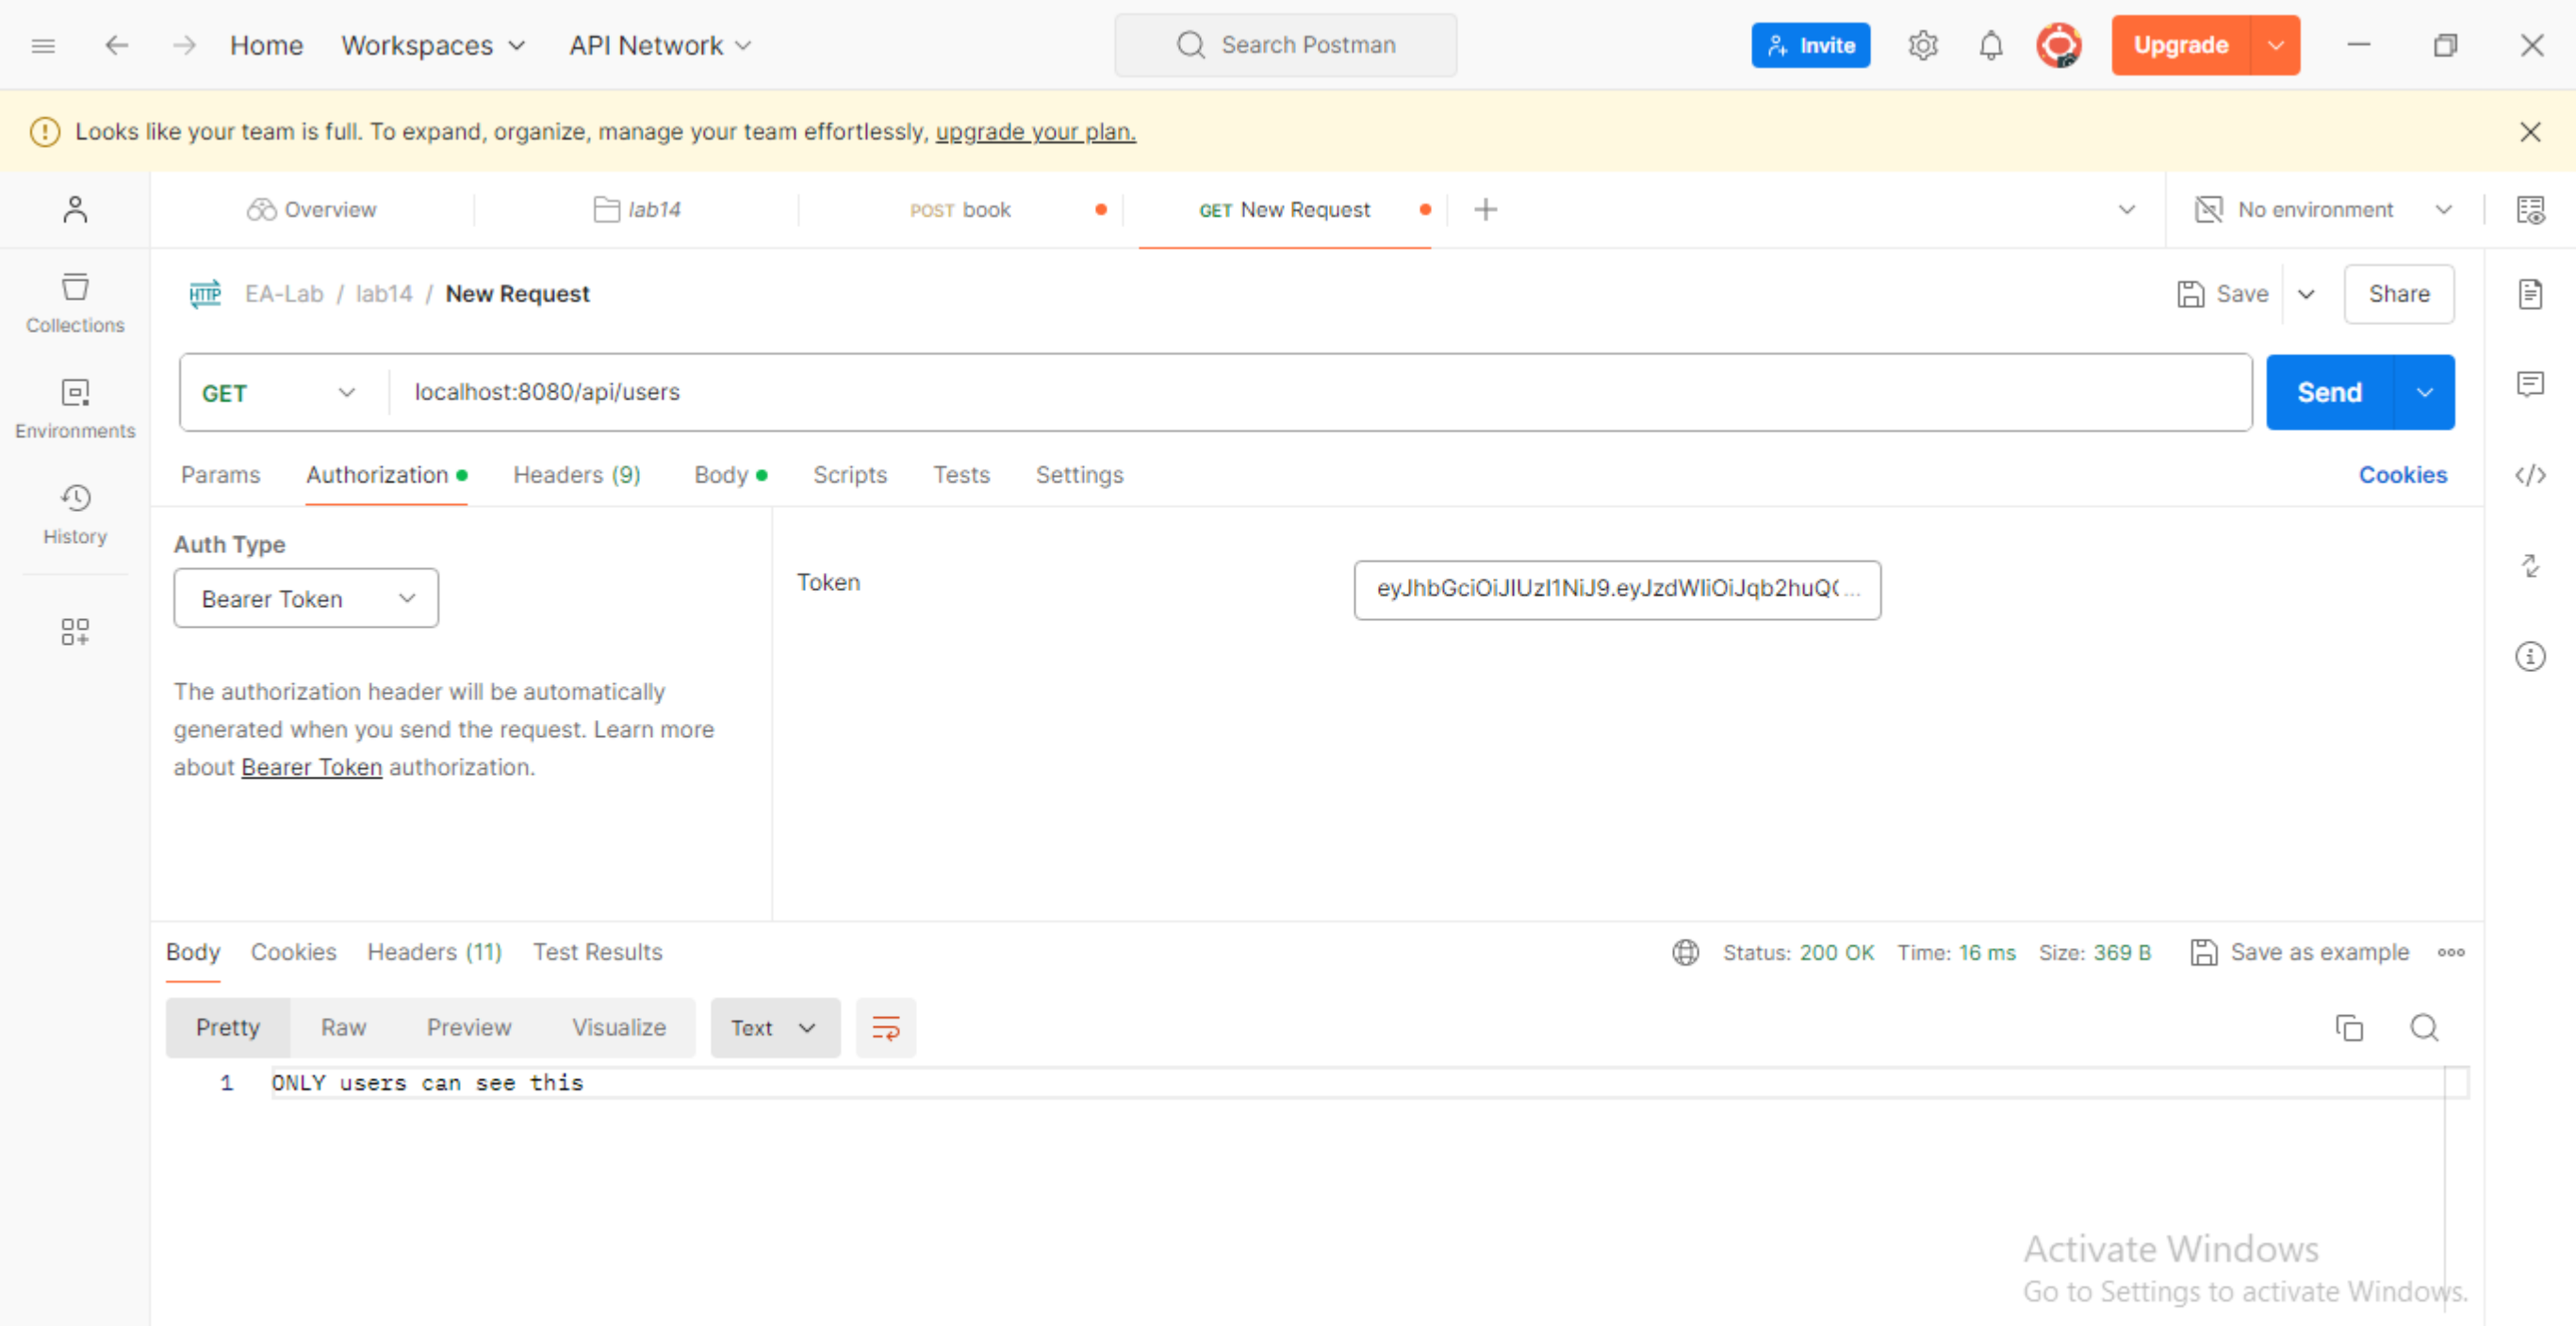 Home Workspaces API Network Search Postman Invite Upgrade
Looks like your team is full. To expand, organize, manage your team effortlessly, upgrade your plan.
Overview lab14 POST book GET New Request No environment
Collections
Environments
History
HTTP EA-Lab / lab14 / New Request Save Share
GET localhost:8080/api/users Send
Params Authorization Headers (9) Body Scripts Tests Settings Cookies
Auth Type
Bearer Token
The authorization header will be automatically
generated when you send the request. Learn more
about Bearer Token authorization.
Token eyJhbGciOiJIUzI1NiJ9.eyJzdWIiOiJqb2huQ(...
Body Cookies Headers (11) Test Results Status: 200 OK Time: 16 ms Size: 369 B Save as example
Pretty Raw Preview Visualize Text
1 ONLY users can see this
Activate Windows
Go to Settings to activate Windows.